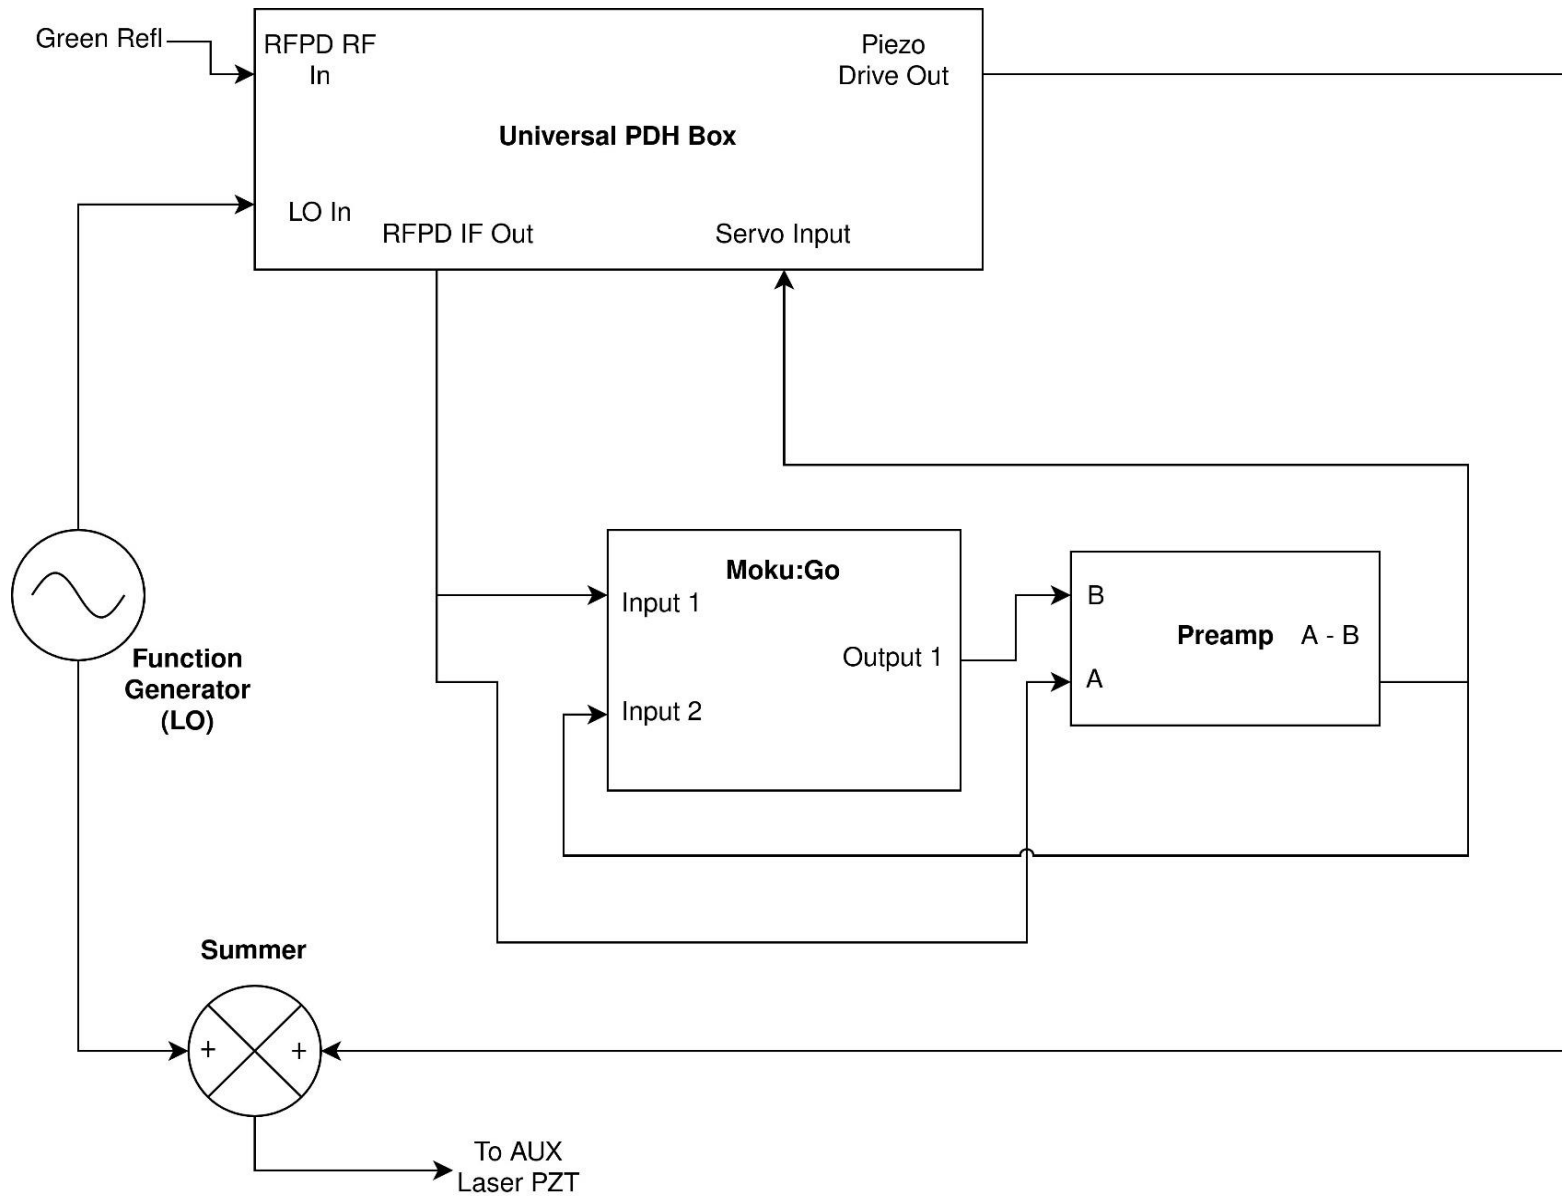 Green Refl
RFPD RF
In
Piezo
Drive Out
Universal PDH Box
LO In
RFPD IF Out
Servo Input
Moku:Go
Input 1
Output 1
Input 2
B
Preamp A - B
A
Function
Generator
(LO)
Summer
+ +
To AUX
Laser PZT